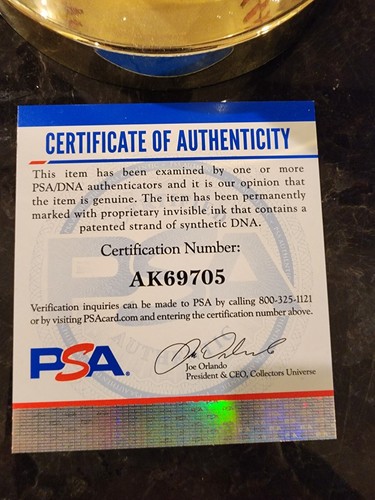 CERTIFICATE OF AUTHENTICITY
This item has been examined by one or more
PSA/DNA authenticators and it is our opinion that
the item is genuine. The item has been permanently
marked with proprietary invisible ink that contains a
patented strand of synthetic DNA.
Certification Number:
AK69705
Verification inquiries can be made to PSA by calling 800-325-1121
or by visiting PSAcard.com and entering the certification number above.
PSA.
Joe Orlando
President & CEO, Collectors Universe